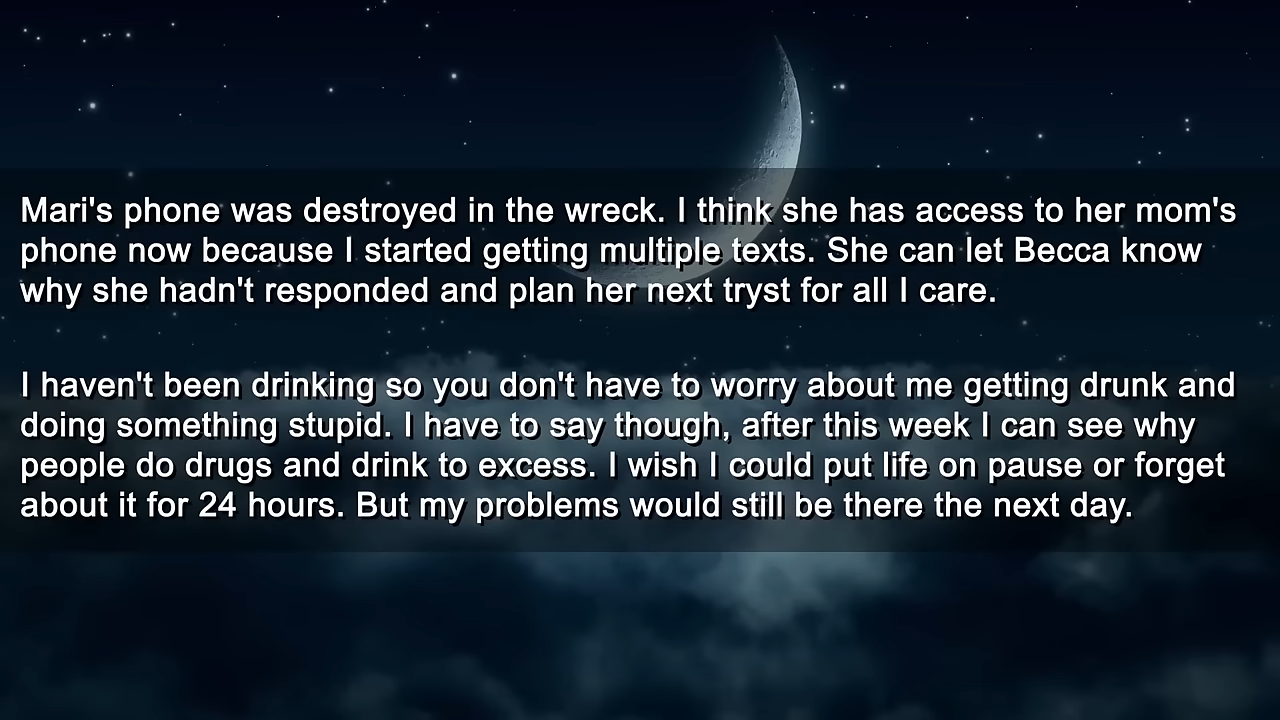 Mari's phone was destroyed in the wreck. I think she has access to her mom's
phone now because I started getting multiple texts. She can let Becca know
why she hadn't responded and plan her next tryst for all I care.
I haven't been drinking so you don't have to worry about me getting drunk and
doing something stupid. I have to say though, after this week I can see why
people do drugs and drink to excess. I wish I could put life on pause or forget
about it for 24 hours. But my problems would still be there the next day.